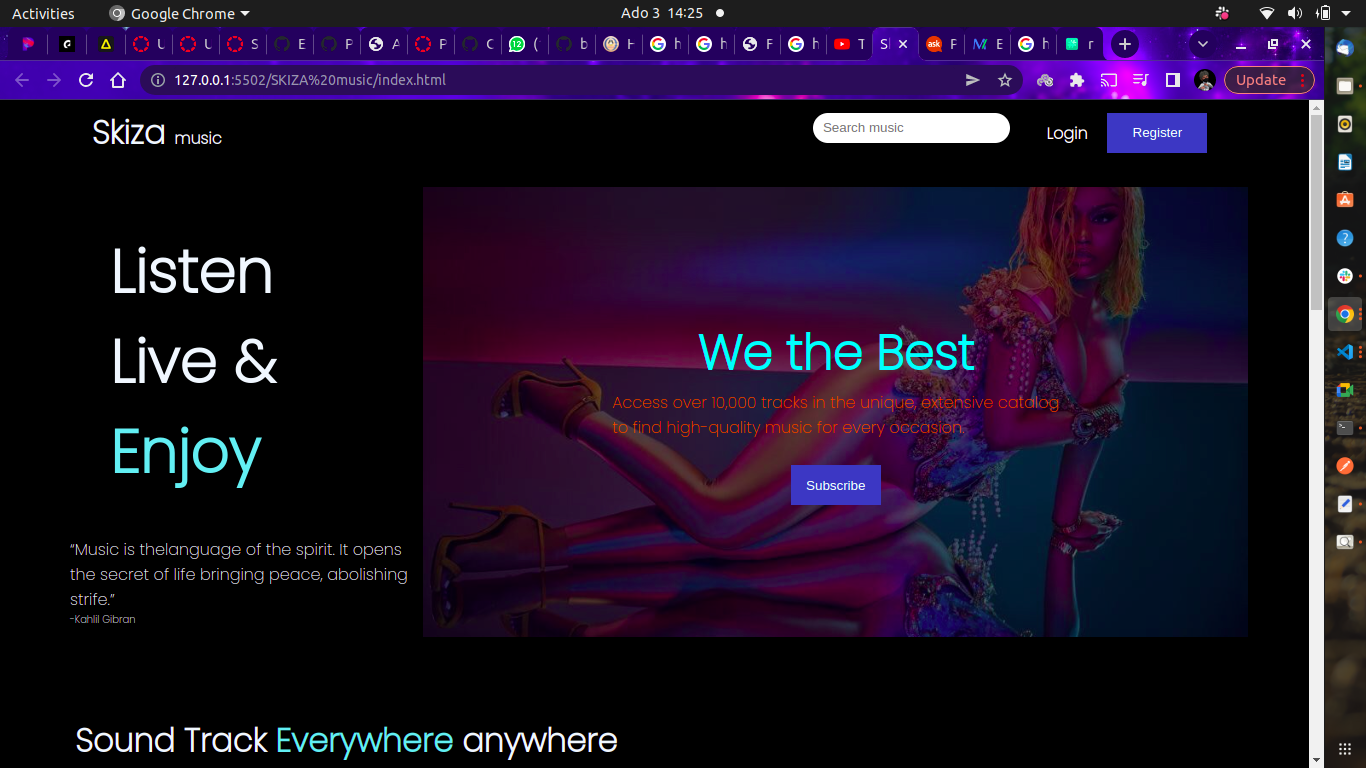 Activities
Google Chrome
Ado 3 14:25
U
U
S
E
P
A
P
C
12
(
b
H
h
h
F
h
T
S
ask
F
E
h
r
127.0.0.1:5502/SKIZA%20music/index.html
Update
Skiza music
Search music
Login
Register
Listen
Live &
Enjoy
We the Best
Access over 10,000 tracks in the unique, extensive catalog
to find high-quality music for every occasion.
Subscribe
“Music is thelanguage of the spirit. It opens
the secret of life bringing peace, abolishing
strife.”
-Kahlil Gibran
Sound Track Everywhere anywhere